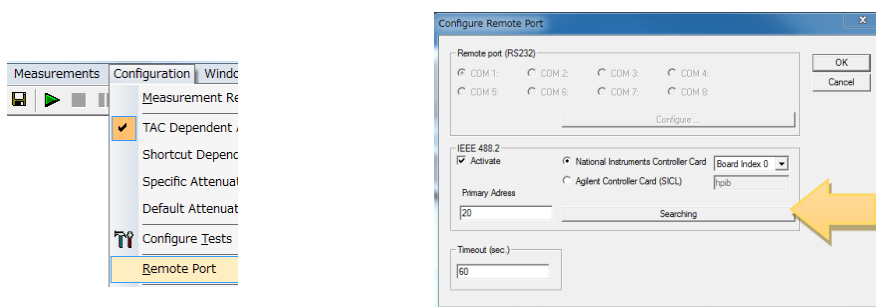 Measurements Configuration Windo
Measurement Re
TAC Dependent A
Shortcut Depend
Specific Attenuat
Default Attenuat
Configure Tests
Remote Port
Configure Remote Port
x
Remote port (RS232)
COM 1: COM 2: COM 3: COM 4:
COM 5: COM 6: COM 7: COM 8:
Configure ...
OK
Cancel
IEEE 488.2
Activate
National Instruments Controller Card Board Index 0
Agilent Controller Card (SICL) hpib
Primary Adress
20
Searching
Timeout (sec.)
60